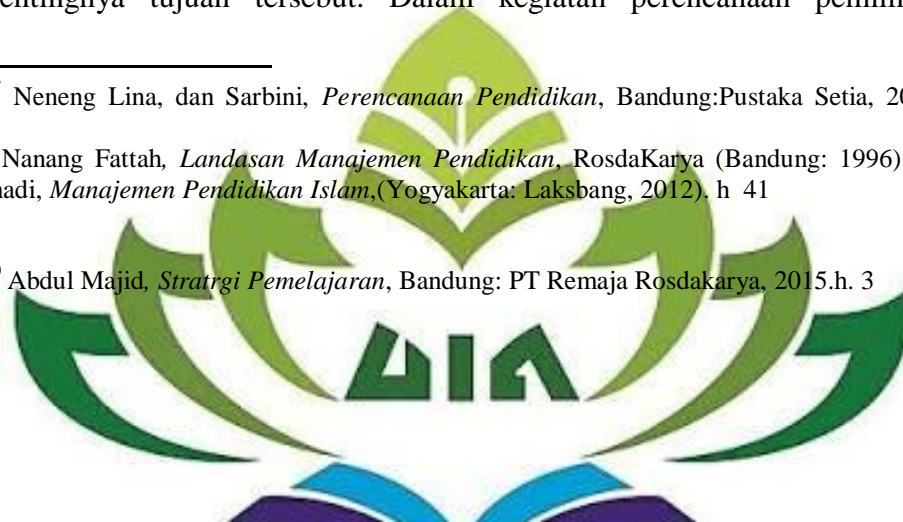 entingnya tujuan tersebut. Dalam kegiatan perencanaan pemim
Neneng Lina, dan Sarbini, Perencanaan Pendidikan, Bandung:Pustaka Setia, 20
Nanang Fattah, Landasan Manajemen Pendidikan, RosdaKarya (Bandung: 1996)
nadi, Manajemen Pendidikan Islam,(Yogyakarta: Laksbang, 2012). h 41
Abdul Majid, Stratrgi Pemelajaran, Bandung: PT Remaja Rosdakarya, 2015.h. 3
UIN